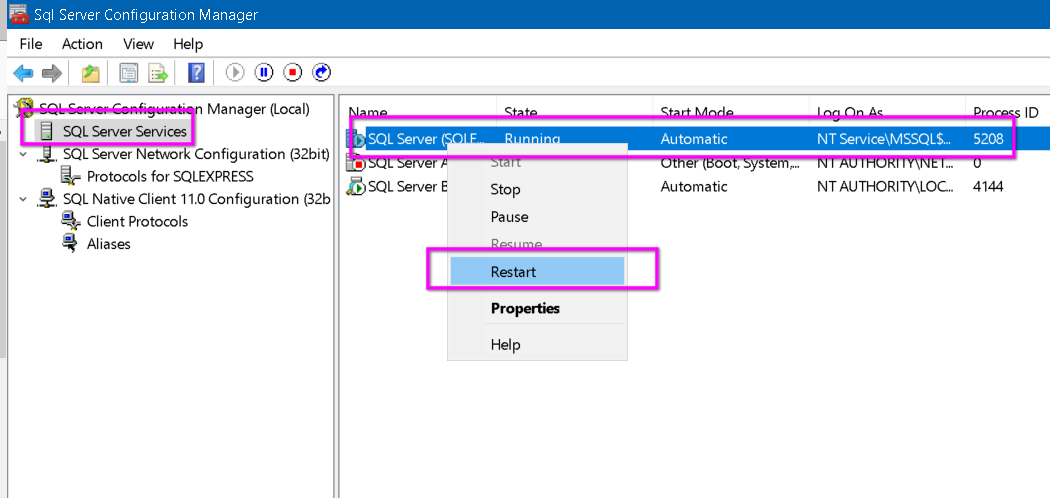 Sql Server Configuration Manager
File Action View Help
SQL Server Configuration Manager (Local)
SQL Server Services
SQL Server Network Configuration (32bit)
Protocols for SQLEXPRESS
SQL Native Client 11.0 Configuration (32b
Client Protocols
Aliases
Name State Start Mode Log On As Process ID
SQL Server (SQLE... Running Automatic NT Service\MSSQL$... 5208
SQL Server A Other (Boot, System,... NT AUTHORITY\NET... 0
SQL Server B Automatic NT AUTHORITY\LOC... 4144
Start
Stop
Pause
Resume
Restart
Properties
Help